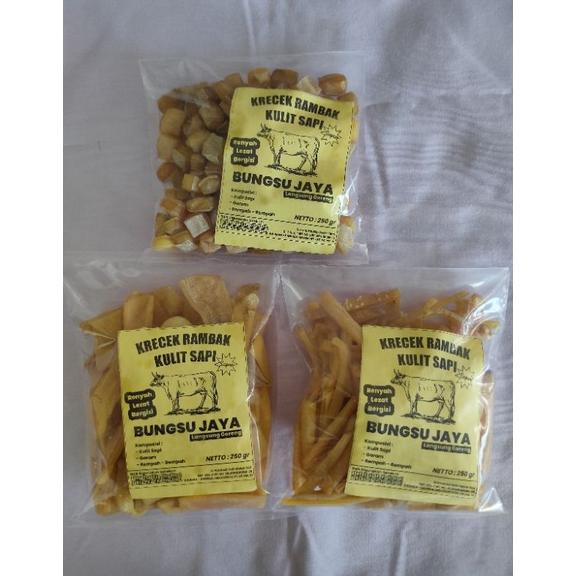 KRECEK RAMBAK
KULIT SAPI
Renyah
Lezat
Bergizi
BUNGSU JAYA
Langsung Goreng
Komposisi :
- Kulit Sapi
- Garam
- Rempah - Rempah
NETTO : 250 gr
KRECEK RAMBAK
KULIT SAPI
Renyah
Lezat
Bergizi
BUNGSU JAYA
Langsung Goreng
Komposisi :
- Kulit Sapi
- Garam
- Rempah - Rempah
NETTO : 250 gr
KRECEK RAMBAK
KULIT SAPI
Renyah
Lezat
Bergizi
BUNGSU JAYA
Langsung Goreng
Komposisi :
- Kulit Sapi
- Garam
- Rempah - Rempah
NETTO : 250 gr